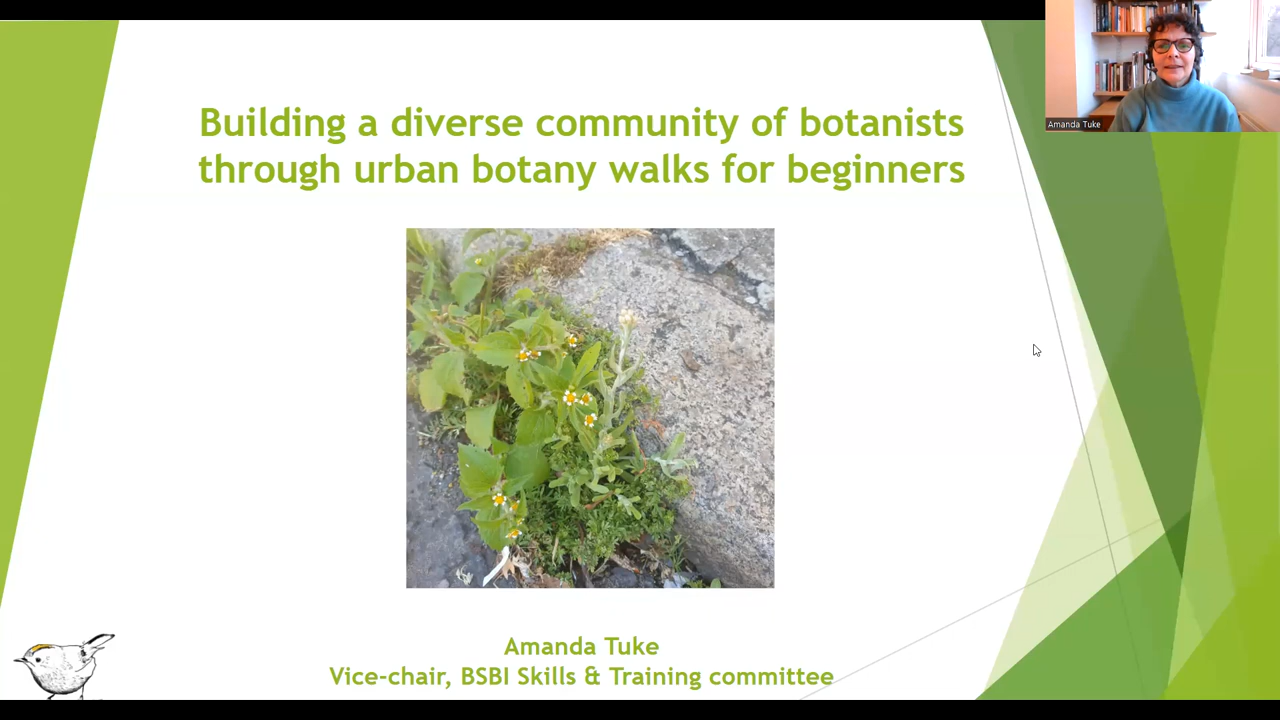 Building a diverse community of botanists
through urban botany walks for beginners
Amanda Tuke
Amanda Tuke
Vice-chair, BSBI Skills & Training committee